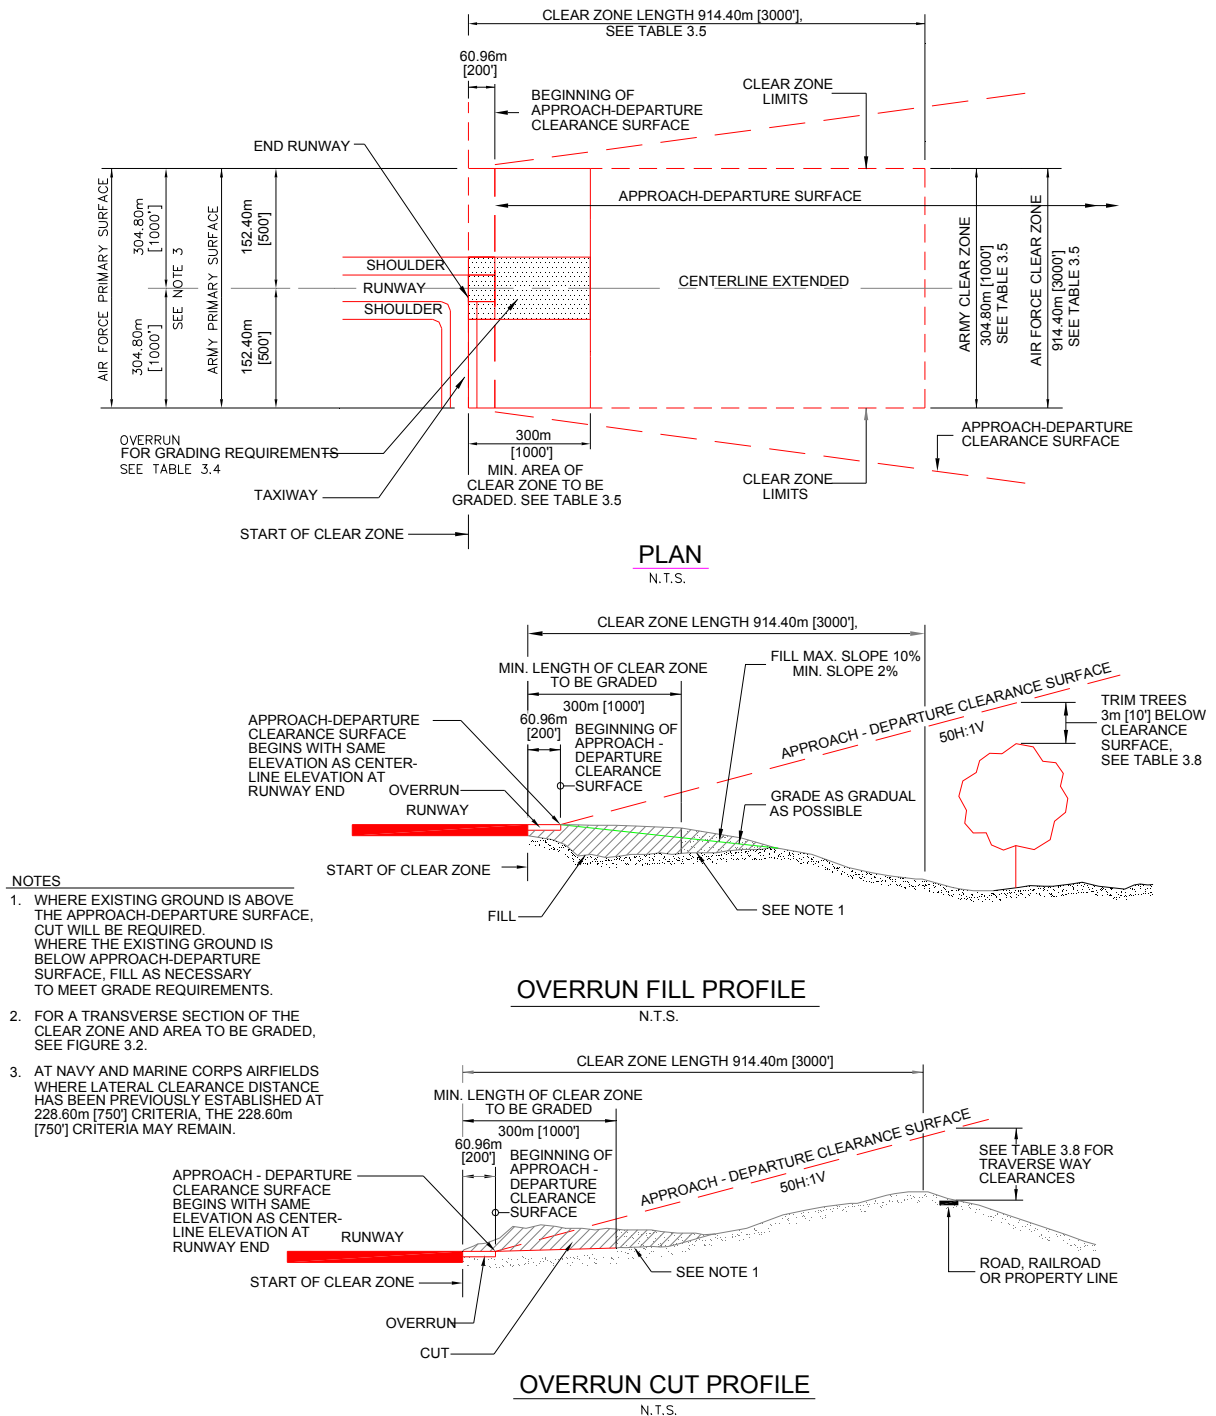 CLEAR ZONE LENGTH 914.40m [3000'],
SEE TABLE 3.5
60.96m
[200']
BEGINNING OF
APPROACH-DEPARTURE
CLEARANCE SURFACE
CLEAR ZONE
LIMITS
END RUNWAY
AIR FORCE PRIMARY SURFACE
304.80m
[1000']
304.80m
[1000']
SEE NOTE 3
ARMY PRIMARY SURFACE
152.40m
[500']
152.40m
[500']
SHOULDER
RUNWAY
SHOULDER
APPROACH-DEPARTURE SURFACE
CENTERLINE EXTENDED
ARMY CLEAR ZONE
304.80m [1000']
SEE TABLE 3.5
AIR FORCE CLEAR ZONE
914.40m [3000']
SEE TABLE 3.5
OVERRUN
FOR GRADING REQUIREMENTS
SEE TABLE 3.4
TAXIWAY
START OF CLEAR ZONE
300m
[1000']
MIN. AREA OF
CLEAR ZONE TO BE
GRADED. SEE TABLE 3.5
CLEAR ZONE
LIMITS
APPROACH-DEPARTURE
CLEARANCE SURFACE
PLAN
N.T.S.
CLEAR ZONE LENGTH 914.40m [3000'],
MIN. LENGTH OF CLEAR ZONE
TO BE GRADED
300m [1000']
60.96m
[200']
FILL MAX. SLOPE 10%
MIN. SLOPE 2%
APPROACH-DEPARTURE
CLEARANCE SURFACE
BEGINS WITH SAME
ELEVATION AS CENTER-
LINE ELEVATION AT
RUNWAY END
BEGINNING OF
APPROACH -
DEPARTURE
CLEARANCE
SURFACE
APPROACH - DEPARTURE CLEARANCE SURFACE
50H:1V
TRIM TREES
3m [10'] BELOW
CLEARANCE
SURFACE,
SEE TABLE 3.8
OVERRUN
RUNWAY
GRADE AS GRADUAL
AS POSSIBLE
START OF CLEAR ZONE
FILL
SEE NOTE 1
OVERRUN FILL PROFILE
N.T.S.
NOTES
1. WHERE EXISTING GROUND IS ABOVE
THE APPROACH-DEPARTURE SURFACE,
CUT WILL BE REQUIRED.
WHERE THE EXISTING GROUND IS
BELOW APPROACH-DEPARTURE
SURFACE, FILL AS NECESSARY
TO MEET GRADE REQUIREMENTS.
2. FOR A TRANSVERSE SECTION OF THE
CLEAR ZONE AND AREA TO BE GRADED,
SEE FIGURE 3.2.
3. AT NAVY AND MARINE CORPS AIRFIELDS
WHERE LATERAL CLEARANCE DISTANCE
HAS BEEN PREVIOUSLY ESTABLISHED AT
228.60m [750'] CRITERIA, THE 228.60m
[750'] CRITERIA MAY REMAIN.
CLEAR ZONE LENGTH 914.40m [3000']
MIN. LENGTH OF CLEAR ZONE
TO BE GRADED
300m [1000']
60.96m
[200']
BEGINNING OF
APPROACH -
DEPARTURE
CLEARANCE
SURFACE
APPROACH - DEPARTURE
CLEARANCE SURFACE
BEGINS WITH SAME
ELEVATION AS CENTER-
LINE ELEVATION AT
RUNWAY END
RUNWAY
APPROACH - DEPARTURE CLEARANCE SURFACE
50H:1V
SEE TABLE 3.8 FOR
TRAVERSE WAY
CLEARANCES
START OF CLEAR ZONE
SEE NOTE 1
ROAD, RAILROAD
OR PROPERTY LINE
OVERRUN
CUT
OVERRUN CUT PROFILE
N.T.S.